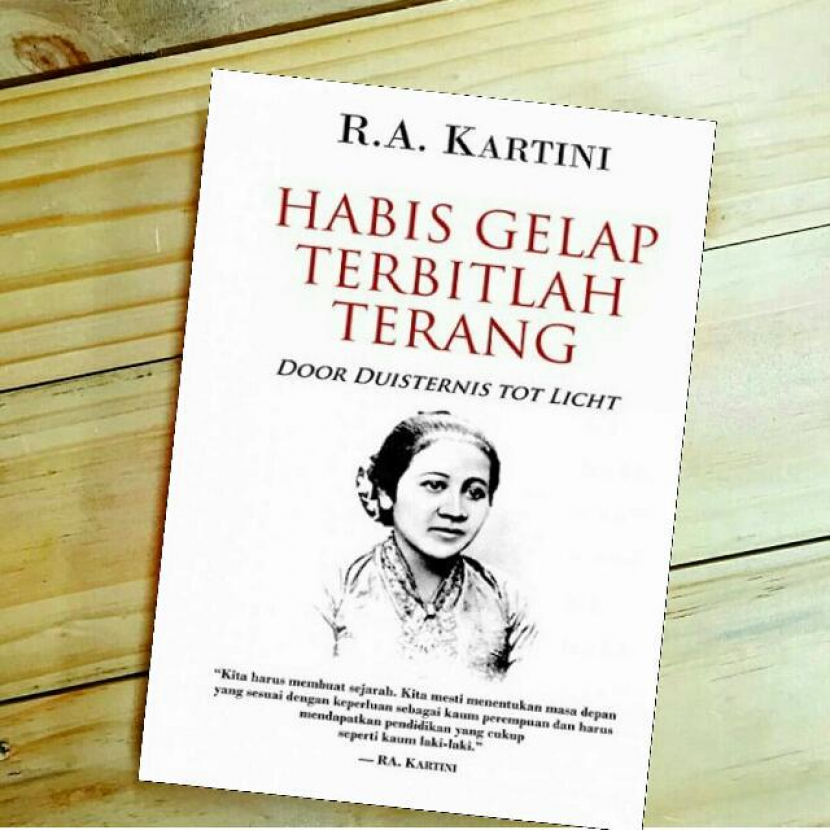 R.A. KARTINI
HABIS GELAP
TERBITLAH
TERANG
DOOR DUISTERNIS TOT LICHT
“Kita harus membuat sejarah. Kita mesti menentukan masa depan
yang sesuai dengan keperluan sebagai kaum perempuan dan harus
mendapatkan pendidikan yang cukup
seperti kaum laki-laki.”
— RA. KARTINI